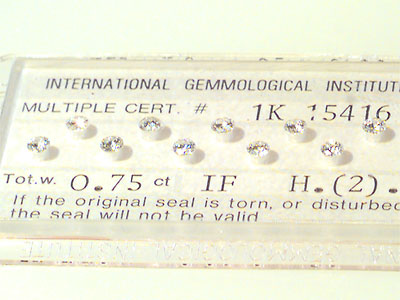 INTERNATIONAL GEMMOLOGICAL INSTITUTE
MULTIPLE CERT. # 1K 15416
Tot.w. 0.75 ct IF H.(2).
If the original seal is torn, or disturbed
the seal will not be valid